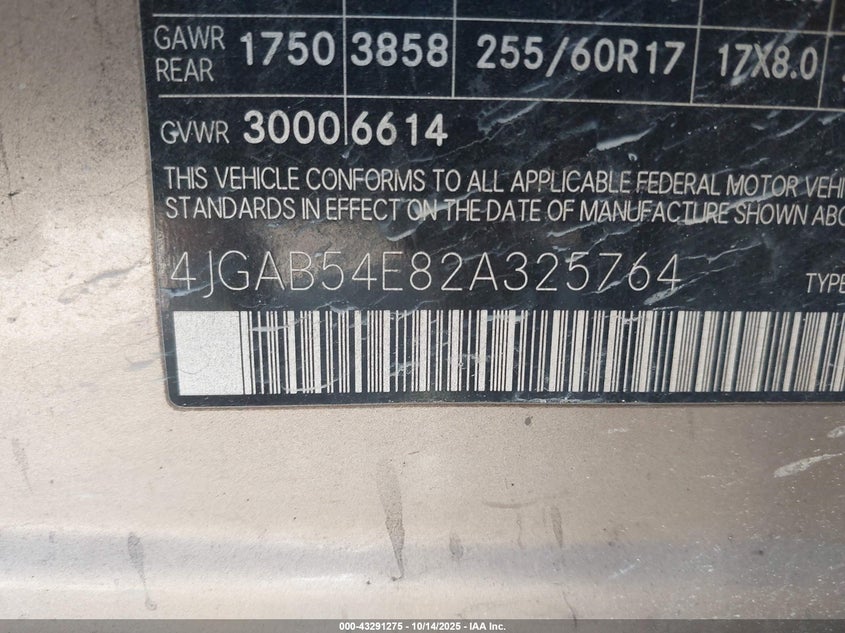 GAWR REAR 1750 3858 255/60R17 17X8.0
GVWR 3000 6614
THIS VEHICLE CONFORMS TO ALL APPLICABLE FEDERAL MOTOR VEHI
STANDARDS IN EFFECT ON THE DATE OF MANUFACTURE SHOWN ABO
4JGAB54E82A325764 TYPE
000-43291275 - 10/14/2025 - IAA Inc.